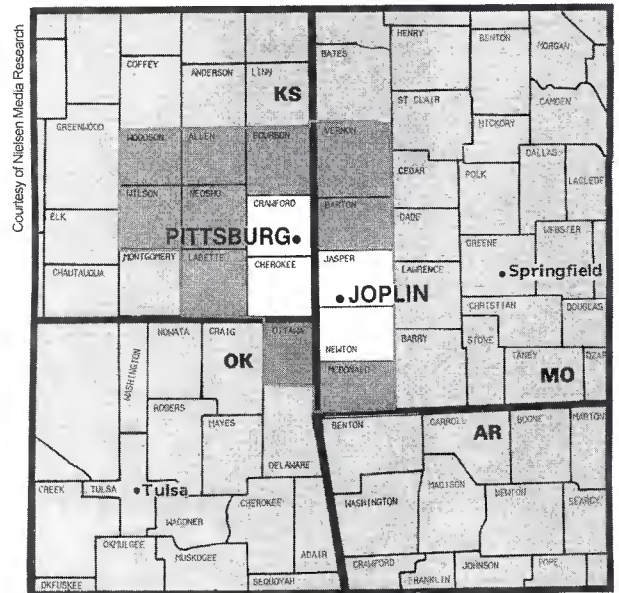 Courtesy of Nielsen Media Research
HENRY
BENTON
MORGAN
BATES
COFFEY
ANDERSON
LINN
KS
ST CLAIR
CAMDEN
HICKORY
GREENWOOD
WOODSON
ALLEN
BOURBON
VERNON
DALLAS
CEDAR
POLK
LACLEDE
WILSON
NEOSHO
CRAWFORD
BARTON
ELK
DADE
PITTSBURG
GREENE
WEBSTER
MONTGOMERY
LABETTE
CHEROKEE
JASPER
LAWRENCE
Springfield
CHAUTAUQUA
JOPLIN
CHRISTIAN
DOUGLAS
NOWATA
CRAIG
OTTAWA
NEWTON
BARRY
STONE
TANEY
OZAR
WASHINGTON
OK
MCDONALD
MO
ROGERS
MAYES
BENTON
CARROLL
BOONE
MARION
AR
DELAWARE
CREEK
TULSA
Tulsa
CHEROKEE
WASHINGTON
MADISON
NEWTON
SEARCY
WAGONER
OKMULGEE
MUSKOGEE
ADAIR
CRAWFORD
FRANKLIN
JOHNSON
POPE
OKFUSKEE
SEQUOYAH